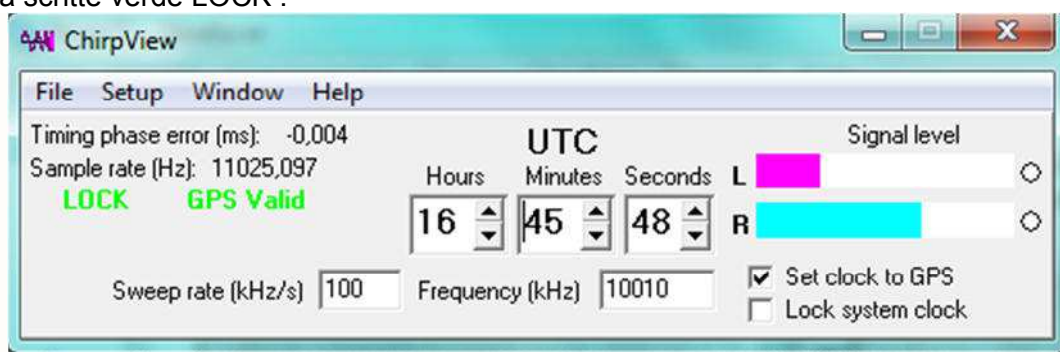 a scritte verde LOCK .
ChirpView
File Setup Window Help
Timing phase error (ms): -0,004
Sample rate (Hz): 11025,097
LOCK GPS Valid
UTC
Hours Minutes Seconds
16 45 48
Signal level
L
R
Sweep rate (kHz/s) 100
Frequency (kHz) 10010
Set clock to GPS
Lock system clock